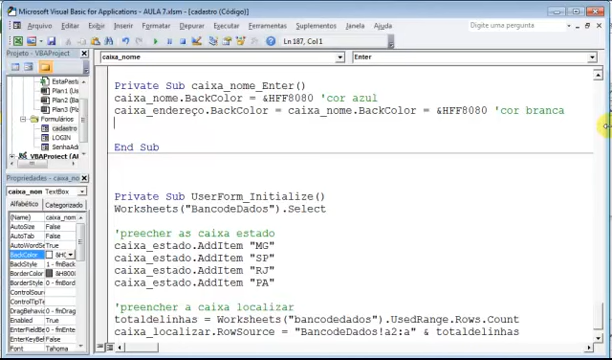 Microsoft Visual Basic for Applications - AULA 7.xlsm - [cadastro (Código)]
Arquivo Editar Exibir Inserir Formatar Depurar Executar Ferramentas Suplementos Janela Ajuda
Digite uma pergunta
Ln 187, Col 1
Projeto - VBAProject
EstaPasta
Plan1 (
Plan2 (
Plan3 (
Formulários
cadastro
LOGIN
SenhaAd
VBAProject (
Propriedades - caixa_nom
caixa_nom TextBox
Alfabético Categorizado
(Name) caixa_nome
AutoSize False
AutoTab False
AutoWordSe True
BackColor &H
BackStyle 1 - fmBack
BorderColor &H800
BorderStyle 0 - fmBor
ControlSour
ControlTipTe
DragBehavior 0 - fmDra
Enabled True
EnterFieldBe 0 - fmEnt
EnterKeyBeh False
Font Tahoma
caixa_nome
Enter
Private Sub caixa_nome_Enter()
caixa_nome.BackColor = &HFF8080 'cor azul
caixa_endereço.BackColor = caixa_nome.BackColor = &HFF8080 'cor branca
End Sub
Private Sub UserForm_Initialize()
Worksheets("BancodeDados").Select
'preecher as caixa estado
caixa_estado.AddItem "MG"
caixa_estado.AddItem "SP"
caixa_estado.AddItem "RJ"
caixa_estado.AddItem "PA"
'preencher a caixa localizar
totaldelinhas = Worksheets("bancodedados").UsedRange.Rows.Count
caixa_localizar.RowSource = "BancodeDados!a2:a" & totaldelinhas